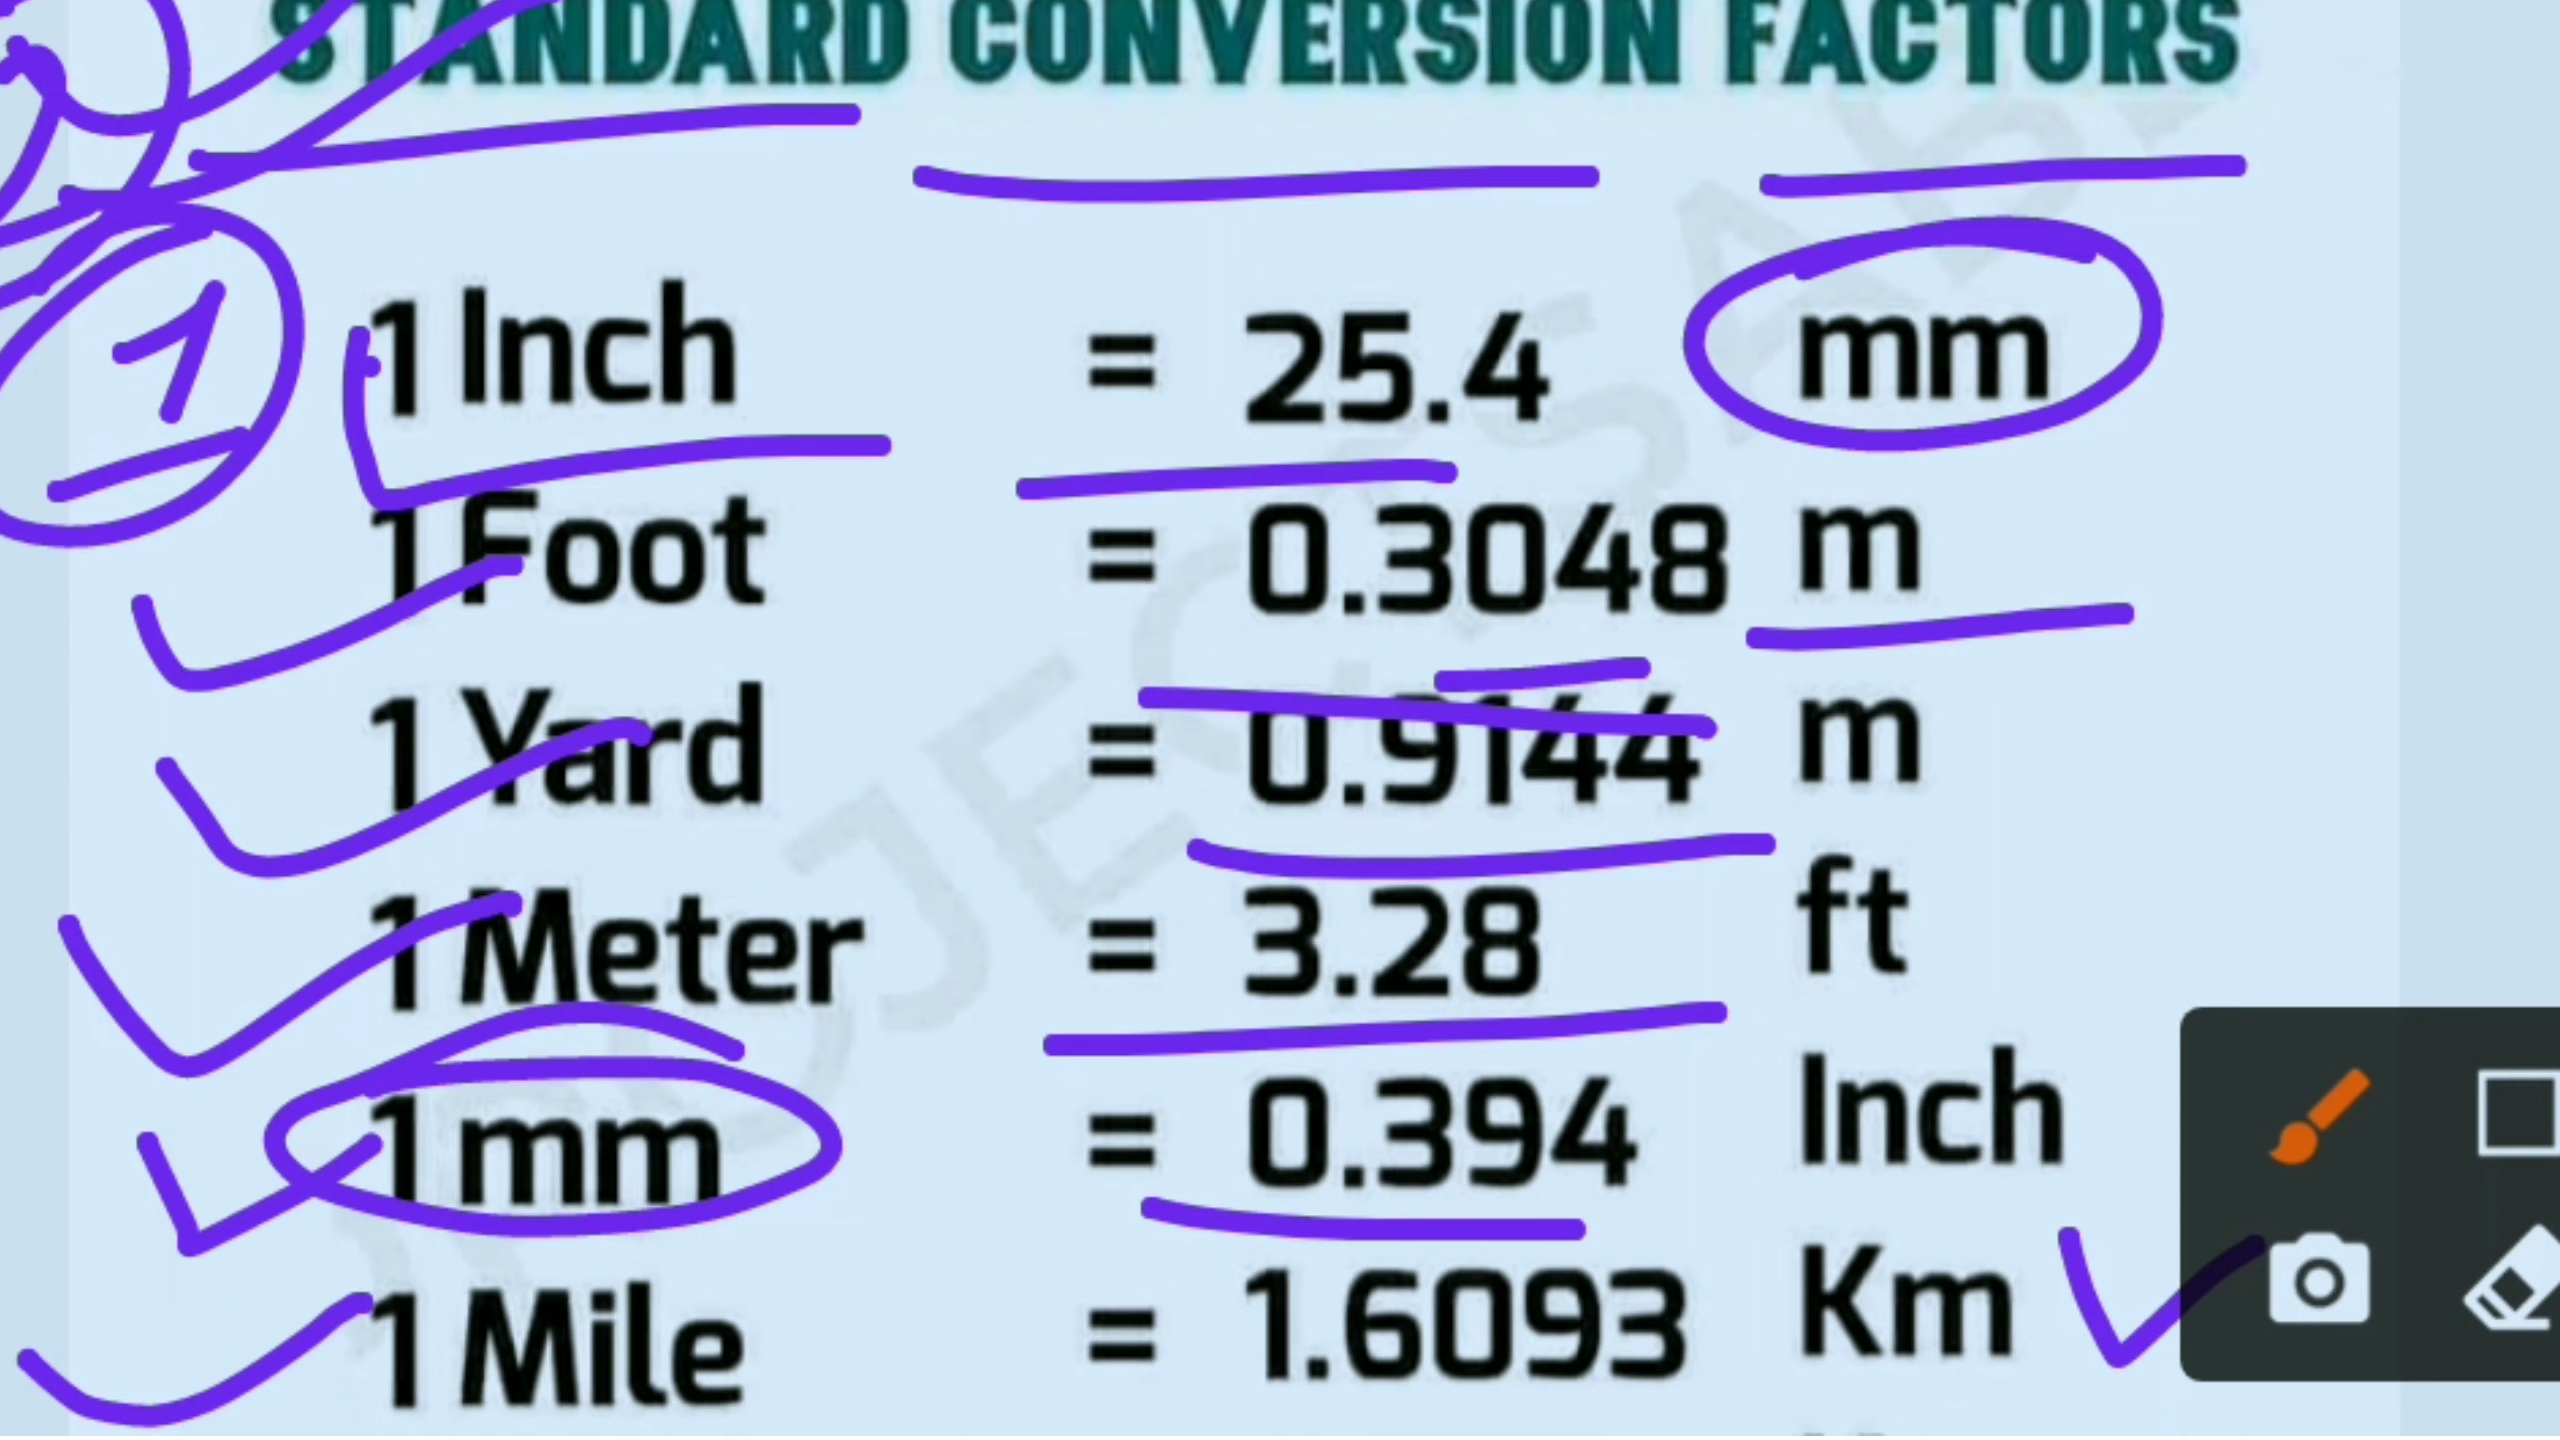 STANDARD CONVERSION FACTORS
1
1 Inch = 25.4 mm
1 Foot = 0.3048 m
1 Yard = 0.9144 m
1 Meter = 3.28 ft
1 mm = 0.394 Inch
1 Mile = 1.6093 Km